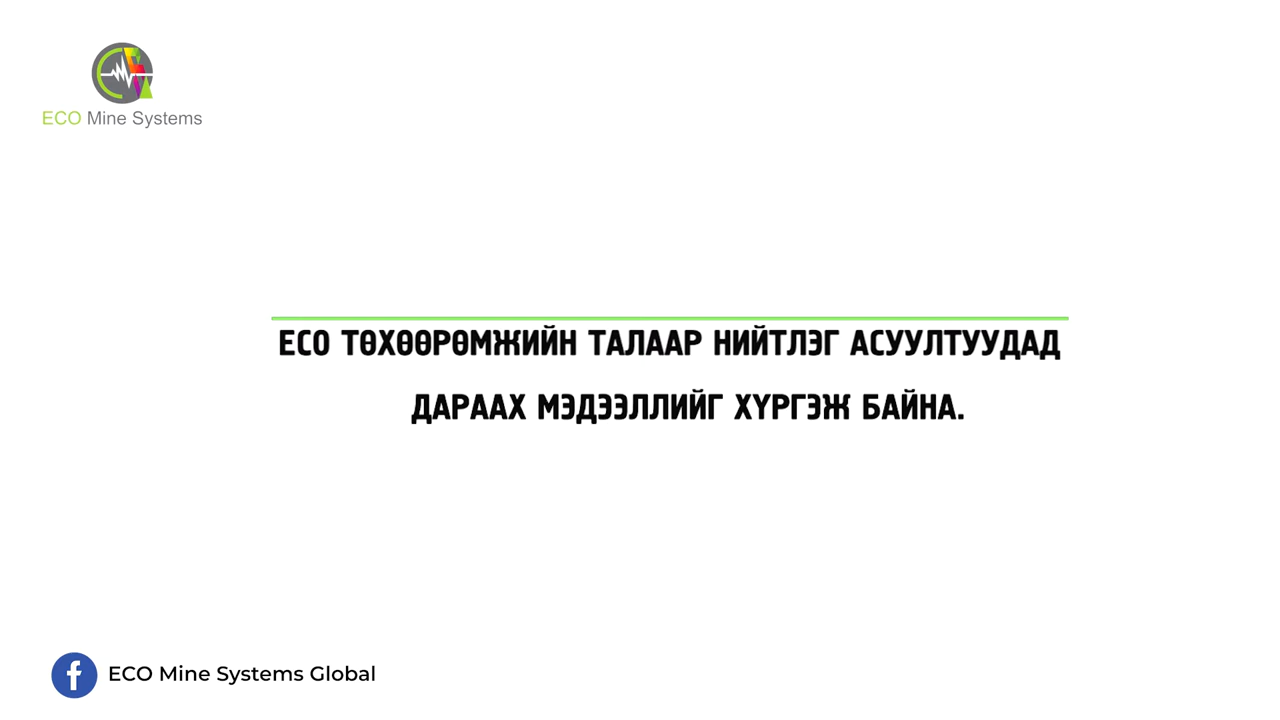 ECO Mine Systems
ECO ТӨХӨӨРӨМЖИЙН ТАЛААР НИЙТЛЭГ АСУУЛТУУДАД
ДАРААХ МЭДЭЭЛЛИЙГ ХҮРГЭЖ БАЙНА.
ECO Mine Systems Global